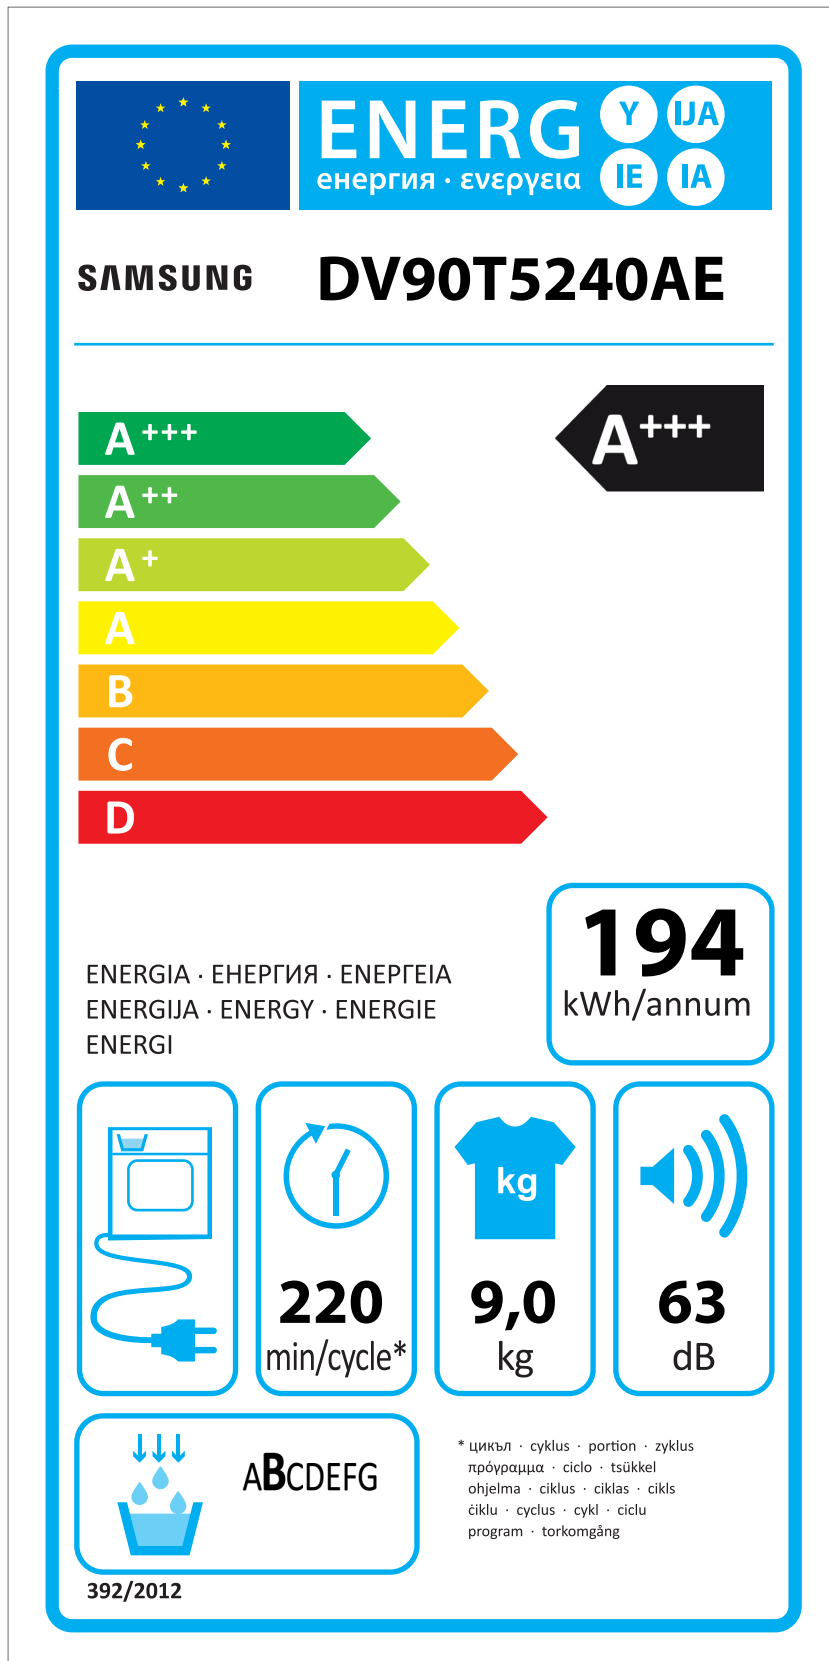 ENERG
Y IJA
IE IA
енергия · ενεργεια
SAMSUNG DV90T5240AE
A+++
A+++
A++
A+
A
B
C
D
194
kWh/annum
ENERGIA · ЕНЕРГИЯ · ΕΝΕΡΓΕΙΑ
ENERGIJA · ENERGY · ENERGIE
ENERGI
kg
220
min/cycle*
9,0
kg
63
dB
ABCDEFG
* цикъл · cyklus · portion · zyklus
πρόγραμμα · ciclo · tsükkel
ohjelma · ciklus · ciklas · cikls
ċiklu · cyclus · cykl · ciclu
program · torkomgång
392/2012